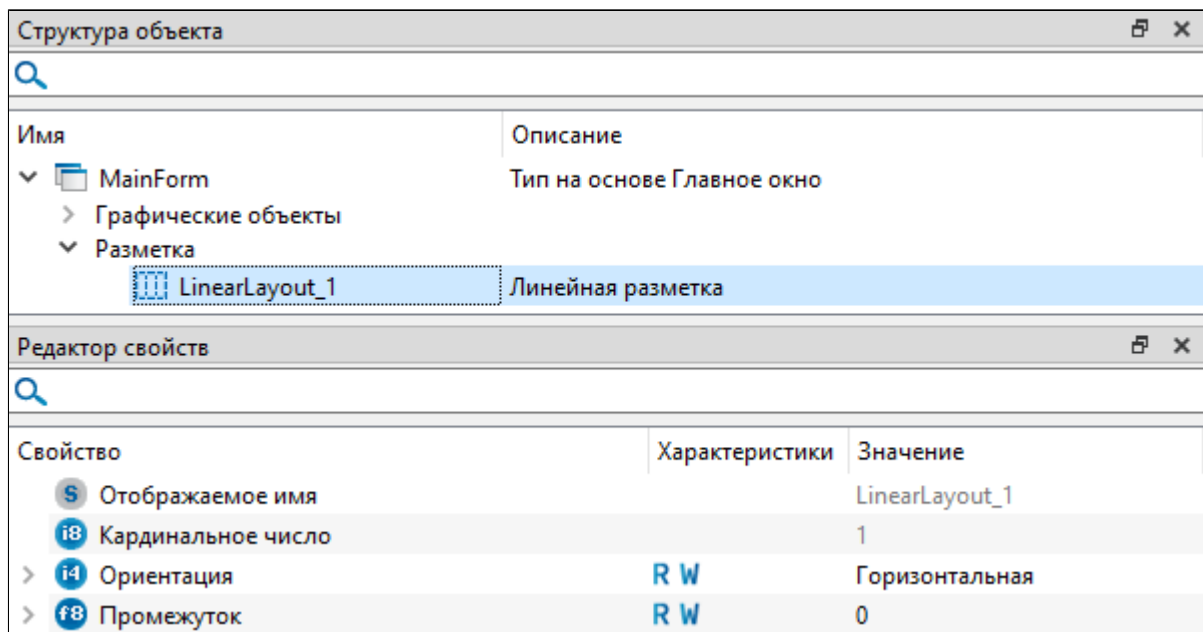 Структура объекта
Имя Описание
MainForm Тип на основе Главное окно
Графические объекты
Разметка
LinearLayout_1 Линейная разметка
Редактор свойств
Свойство Характеристики Значение
S Отображаемое имя LinearLayout_1
i8 Кардинальное число 1
i4 Ориентация R W Горизонтальная
f8 Промежуток R W 0